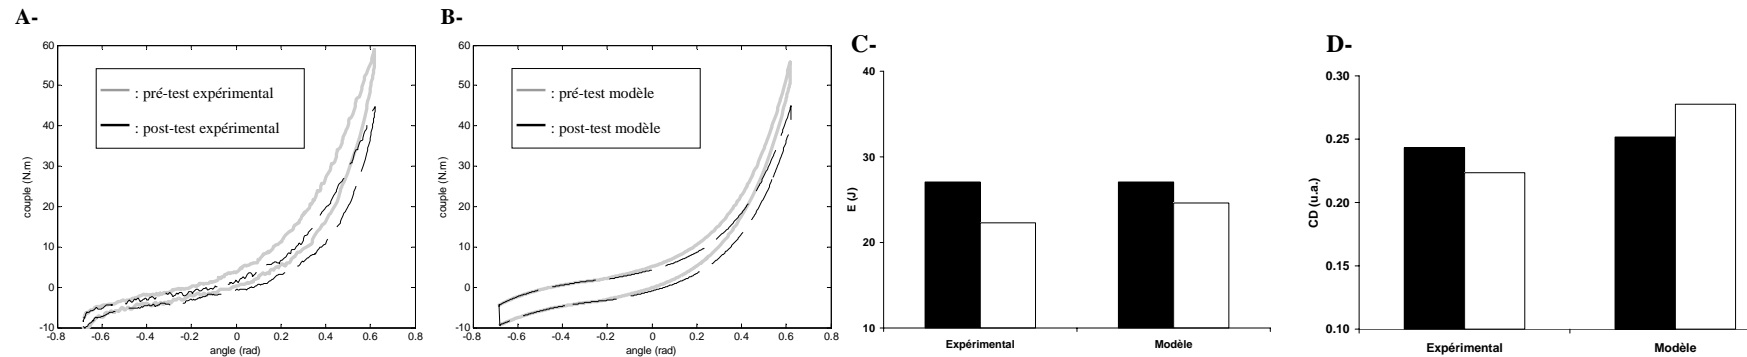 A-
60
50
40
30
20
10
0
-10
-0.8
-0.6
-0.4
-0.2
0
0.2
0.4
0.6
0.8
couple (N.m)
angle (rad)
: pré-test expérimental
: post-test expérimental
B-
60
50
40
30
20
10
0
-10
-0.8
-0.6
-0.4
-0.2
0
0.2
0.4
0.6
0.8
couple (N.m)
angle (rad)
: pré-test modèle
: post-test modèle
C-
40
30
20
10
E (J)
Expérimental
Modèle
D-
0.30
0.25
0.20
0.15
0.10
CD (u.a.)
Expérimental
Modèle